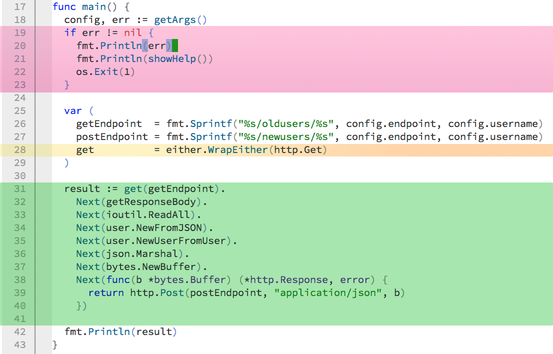 17 func main() {
18   config, err := getArgs()
19   if err != nil {
20     fmt.Println(err)
21     fmt.Println(showHelp())
22     os.Exit(1)
23   }
24
25   var (
26     getEndpoint  = fmt.Sprintf("%s/oldusers/%s", config.endpoint, config.username)
27     postEndpoint = fmt.Sprintf("%s/newusers/%s", config.endpoint, config.username)
28     get          = either.WrapEither(http.Get)
29   )
30
31   result := get(getEndpoint).
32     Next(getResponseBody).
33     Next(ioutil.ReadAll).
34     Next(user.NewFromJSON).
35     Next(user.NewUserFromUser).
36     Next(json.Marshal).
37     Next(bytes.NewBuffer).
38     Next(func(b *bytes.Buffer) (*http.Response, error) {
39       return http.Post(postEndpoint, "application/json", b)
40     })
41
42   fmt.Println(result)
43 }